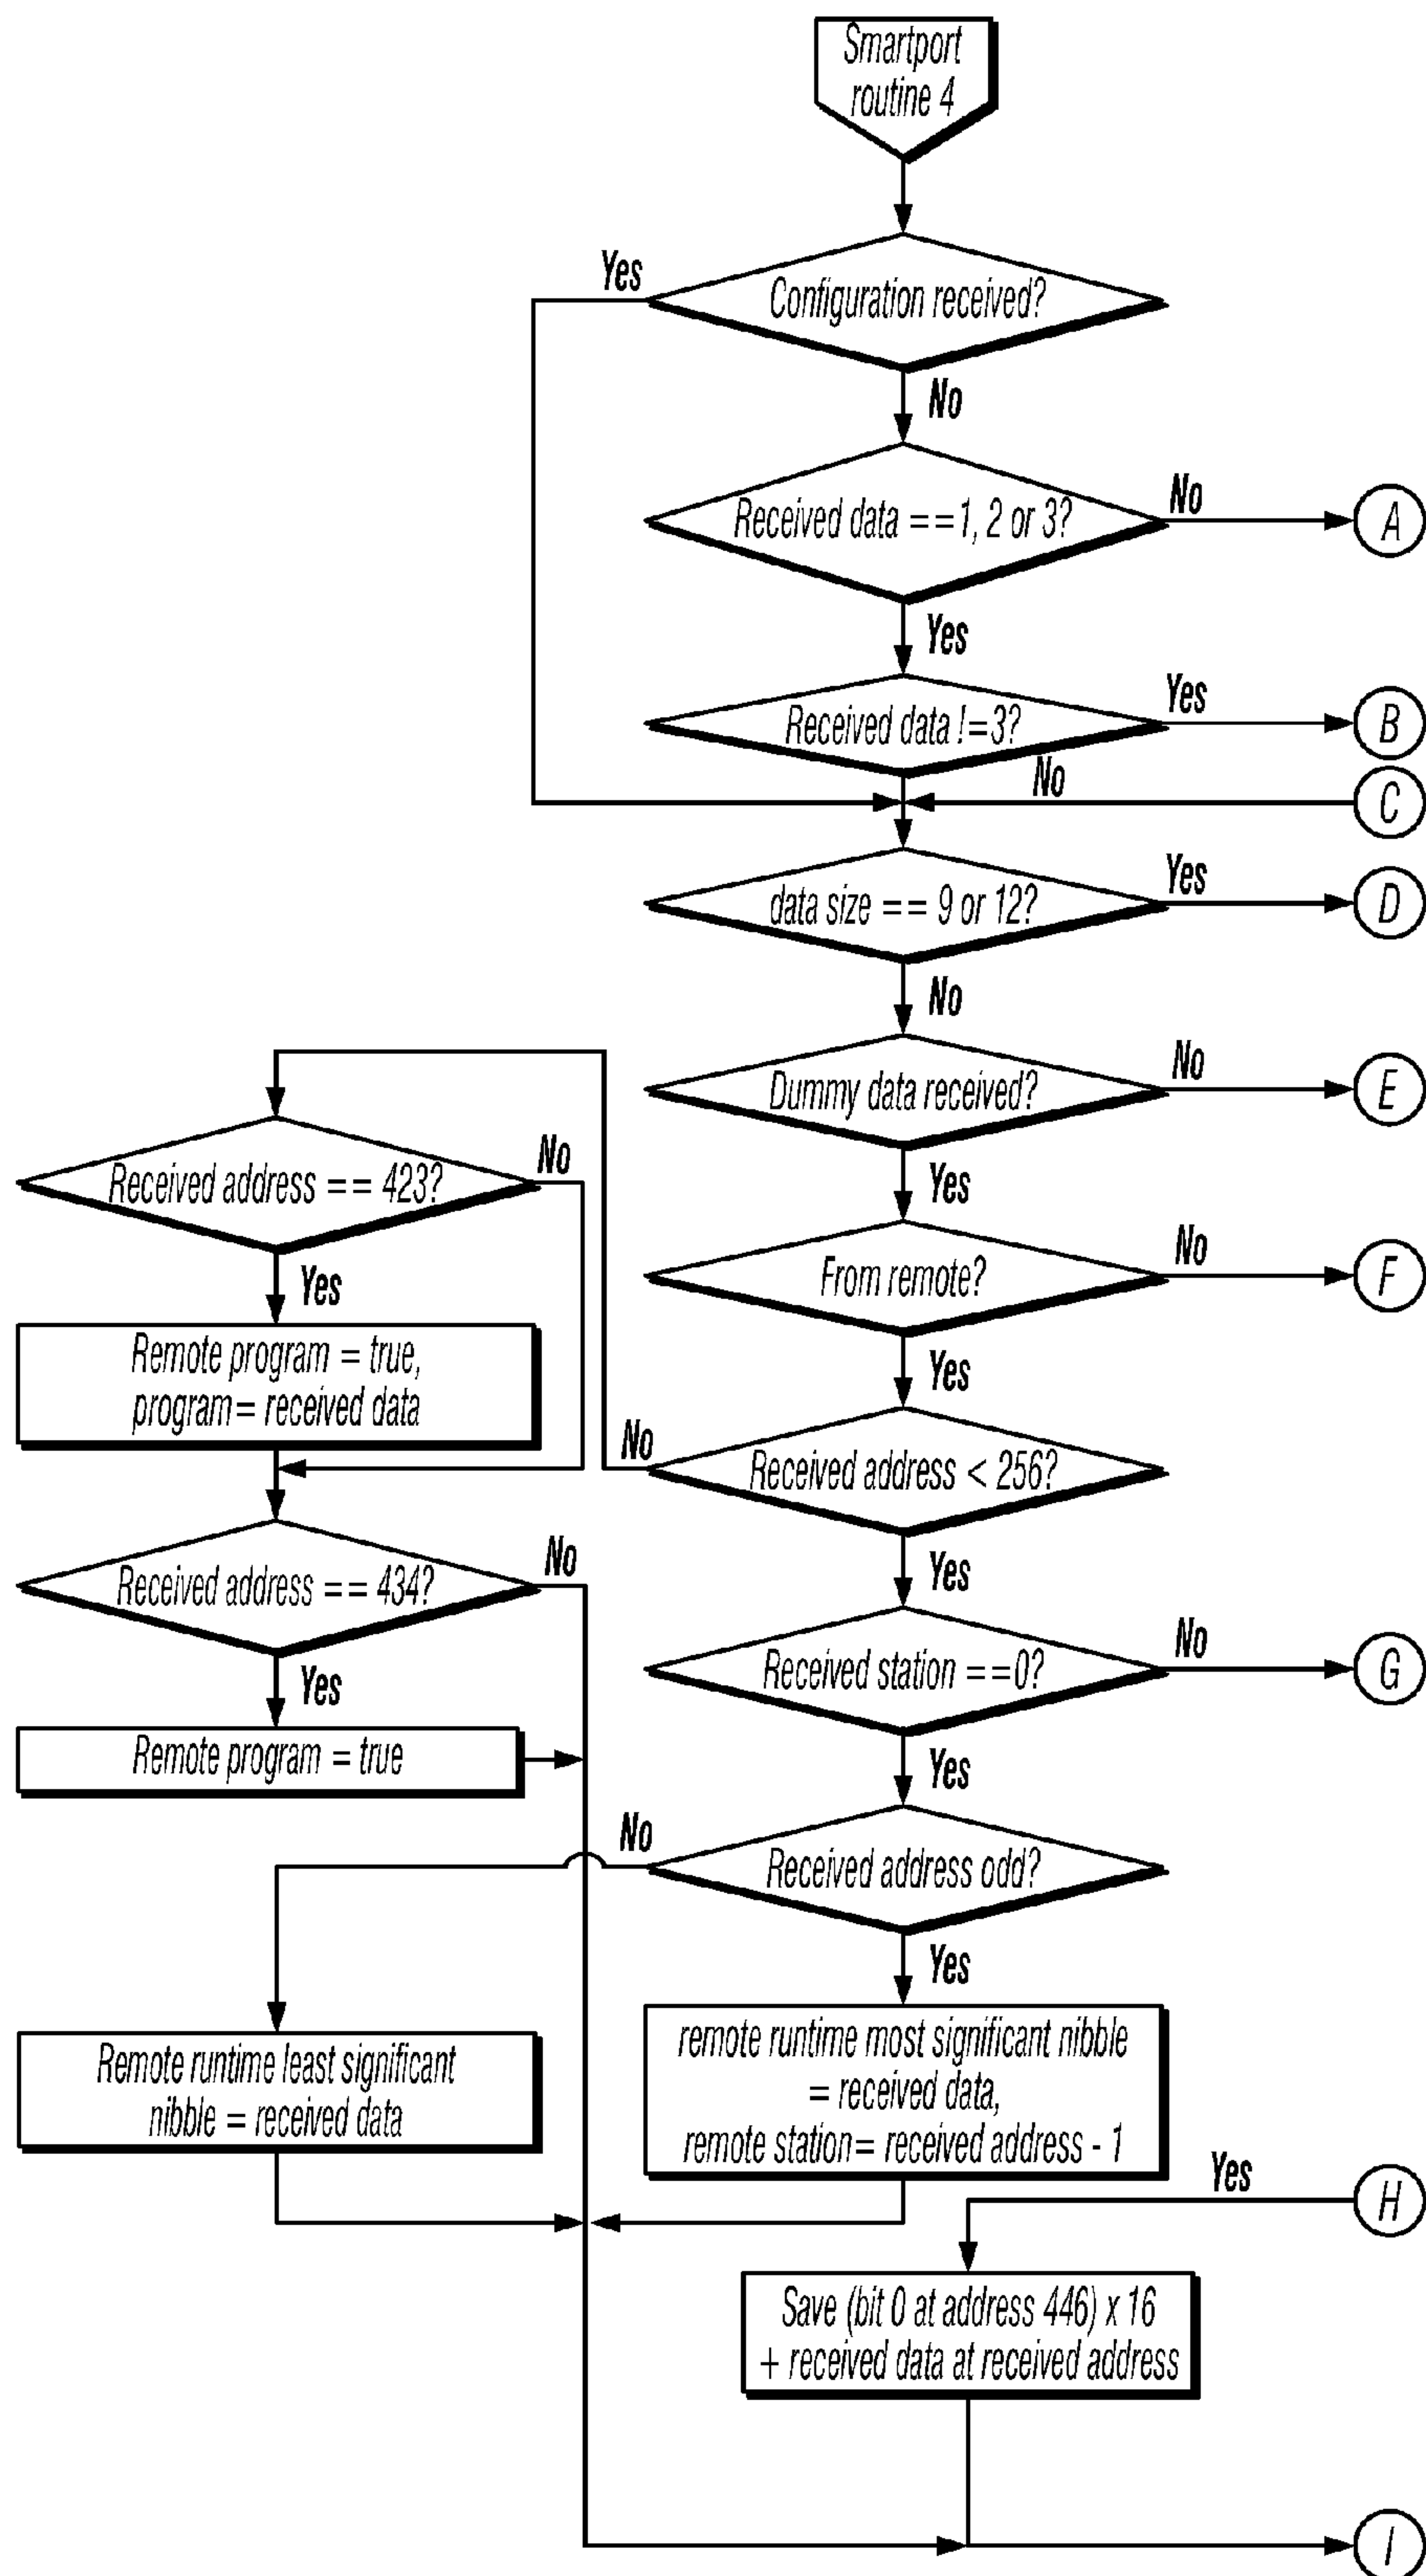 Smartport
routine 4
Yes
Configuration received?
No
Received data ==1, 2 or 3?
No
A
Yes
Received data !=3?
Yes
B
No
C
data size == 9 or 12?
Yes
D
No
Dummy data received?
No
E
Received address == 423?
No
Yes
From remote?
No
F
Yes
Remote program = true,
program= received data
Yes
No
Received address < 256?
Received address == 434?
No
Yes
Received station ==0?
No
G
Yes
Remote program = true
Yes
No
Received address odd?
Yes
Remote runtime least significant
nibble = received data
remote runtime most significant nibble
= received data,
remote station= received address - 1
Yes
H
Save (bit 0 at address 446) x 16
+ received data at received address
I